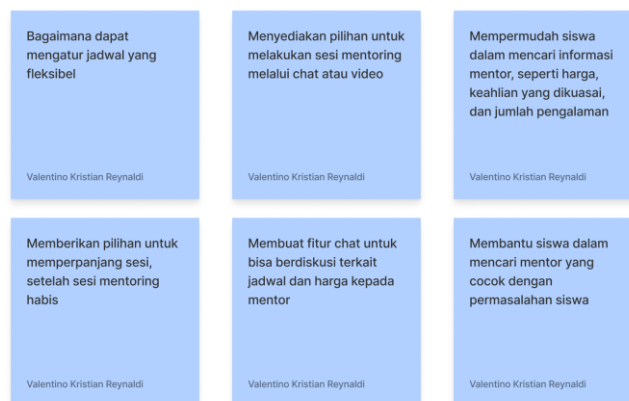 Bagaimana dapat
mengatur jadwal yang
fleksibel
Valentino Kristian Reynaldi
Menyediakan pilihan untuk
melakukan sesi mentoring
melalui chat atau video
Valentino Kristian Reynaldi
Mempermudah siswa
dalam mencari informasi
mentor, seperti harga,
keahlian yang dikuasai,
dan jumlah pengalaman
Valentino Kristian Reynaldi
Memberikan pilihan untuk
memperpanjang sesi,
setelah sesi mentoring
habis
Valentino Kristian Reynaldi
Membuat fitur chat untuk
bisa berdiskusi terkait
jadwal dan harga kepada
mentor
Valentino Kristian Reynaldi
Membantu siswa dalam
mencari mentor yang
cocok dengan
permasalahan siswa
Valentino Kristian Reynaldi